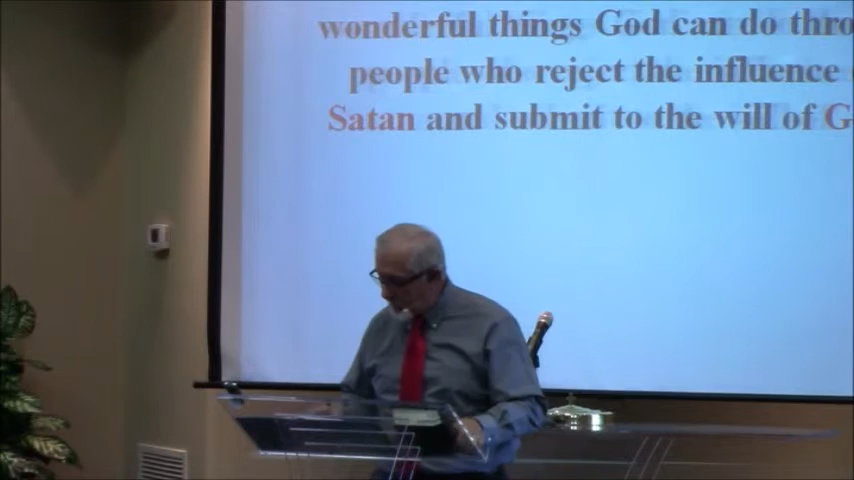 wonderful things God can do thro
people who reject the influence
Satan and submit to the will of G